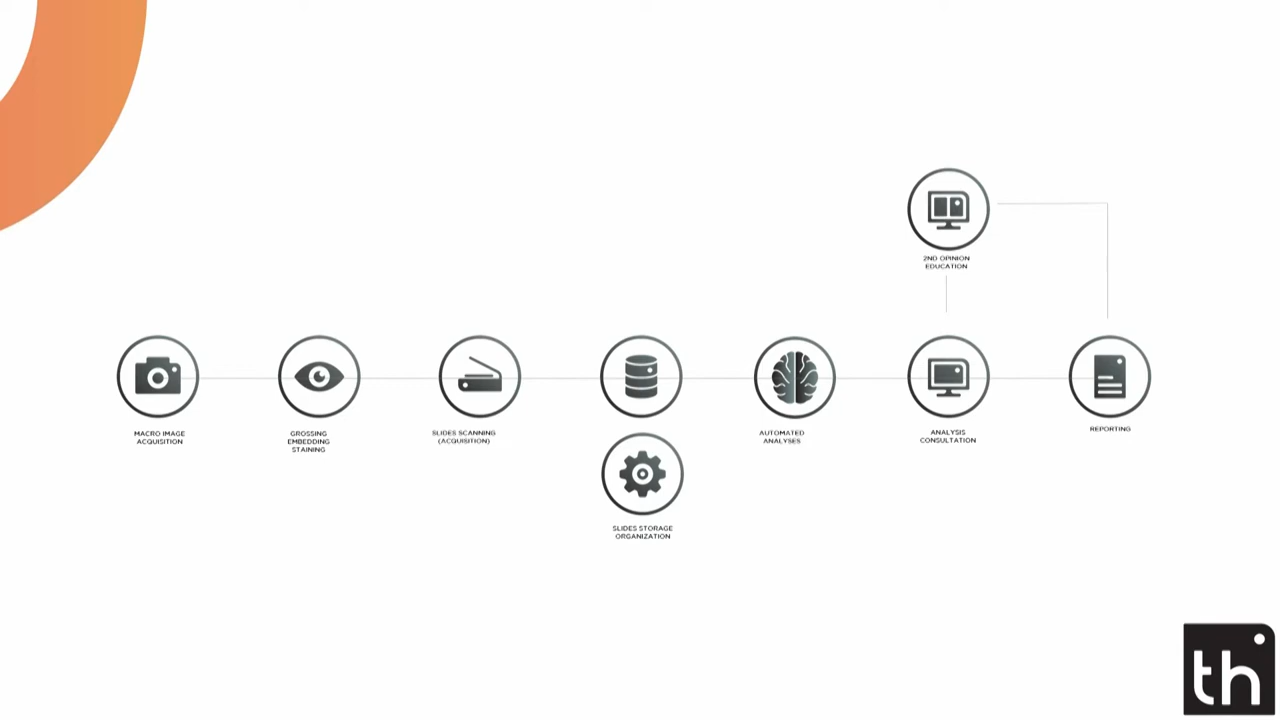 2ND OPINION
EDUCATION
MACRO IMAGE
ACQUISITION
GROSSING
EMBEDDING
STAINING
SLIDES SCANNING
(ACQUISITION)
SLIDES STORAGE
ORGANIZATION
AUTOMATED
ANALYSES
ANALYSIS
CONSULTATION
REPORTING
th